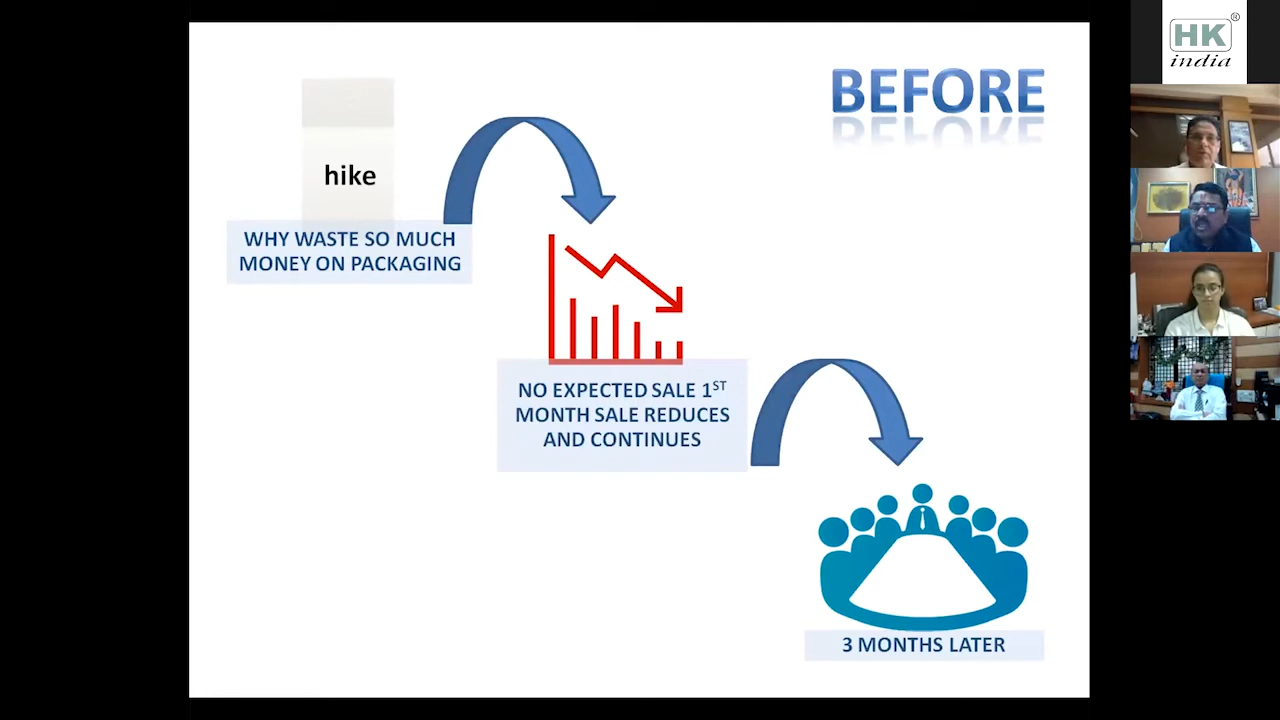 BEFORE
hike
WHY WASTE SO MUCH
MONEY ON PACKAGING
NO EXPECTED SALE 1ST
MONTH SALE REDUCES
AND CONTINUES
3 MONTHS LATER
HK®
india